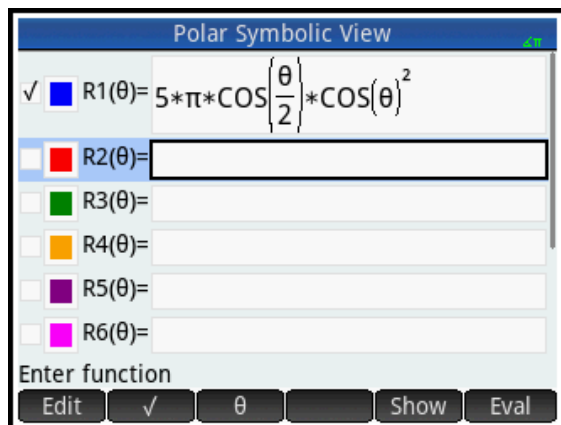 Polar Symbolic View
∡π
√ R1(θ)= 5*π*COS(θ/2)*COS(θ)²
R2(θ)=
R3(θ)=
R4(θ)=
R5(θ)=
R6(θ)=
Enter function
Edit √ θ Show Eval